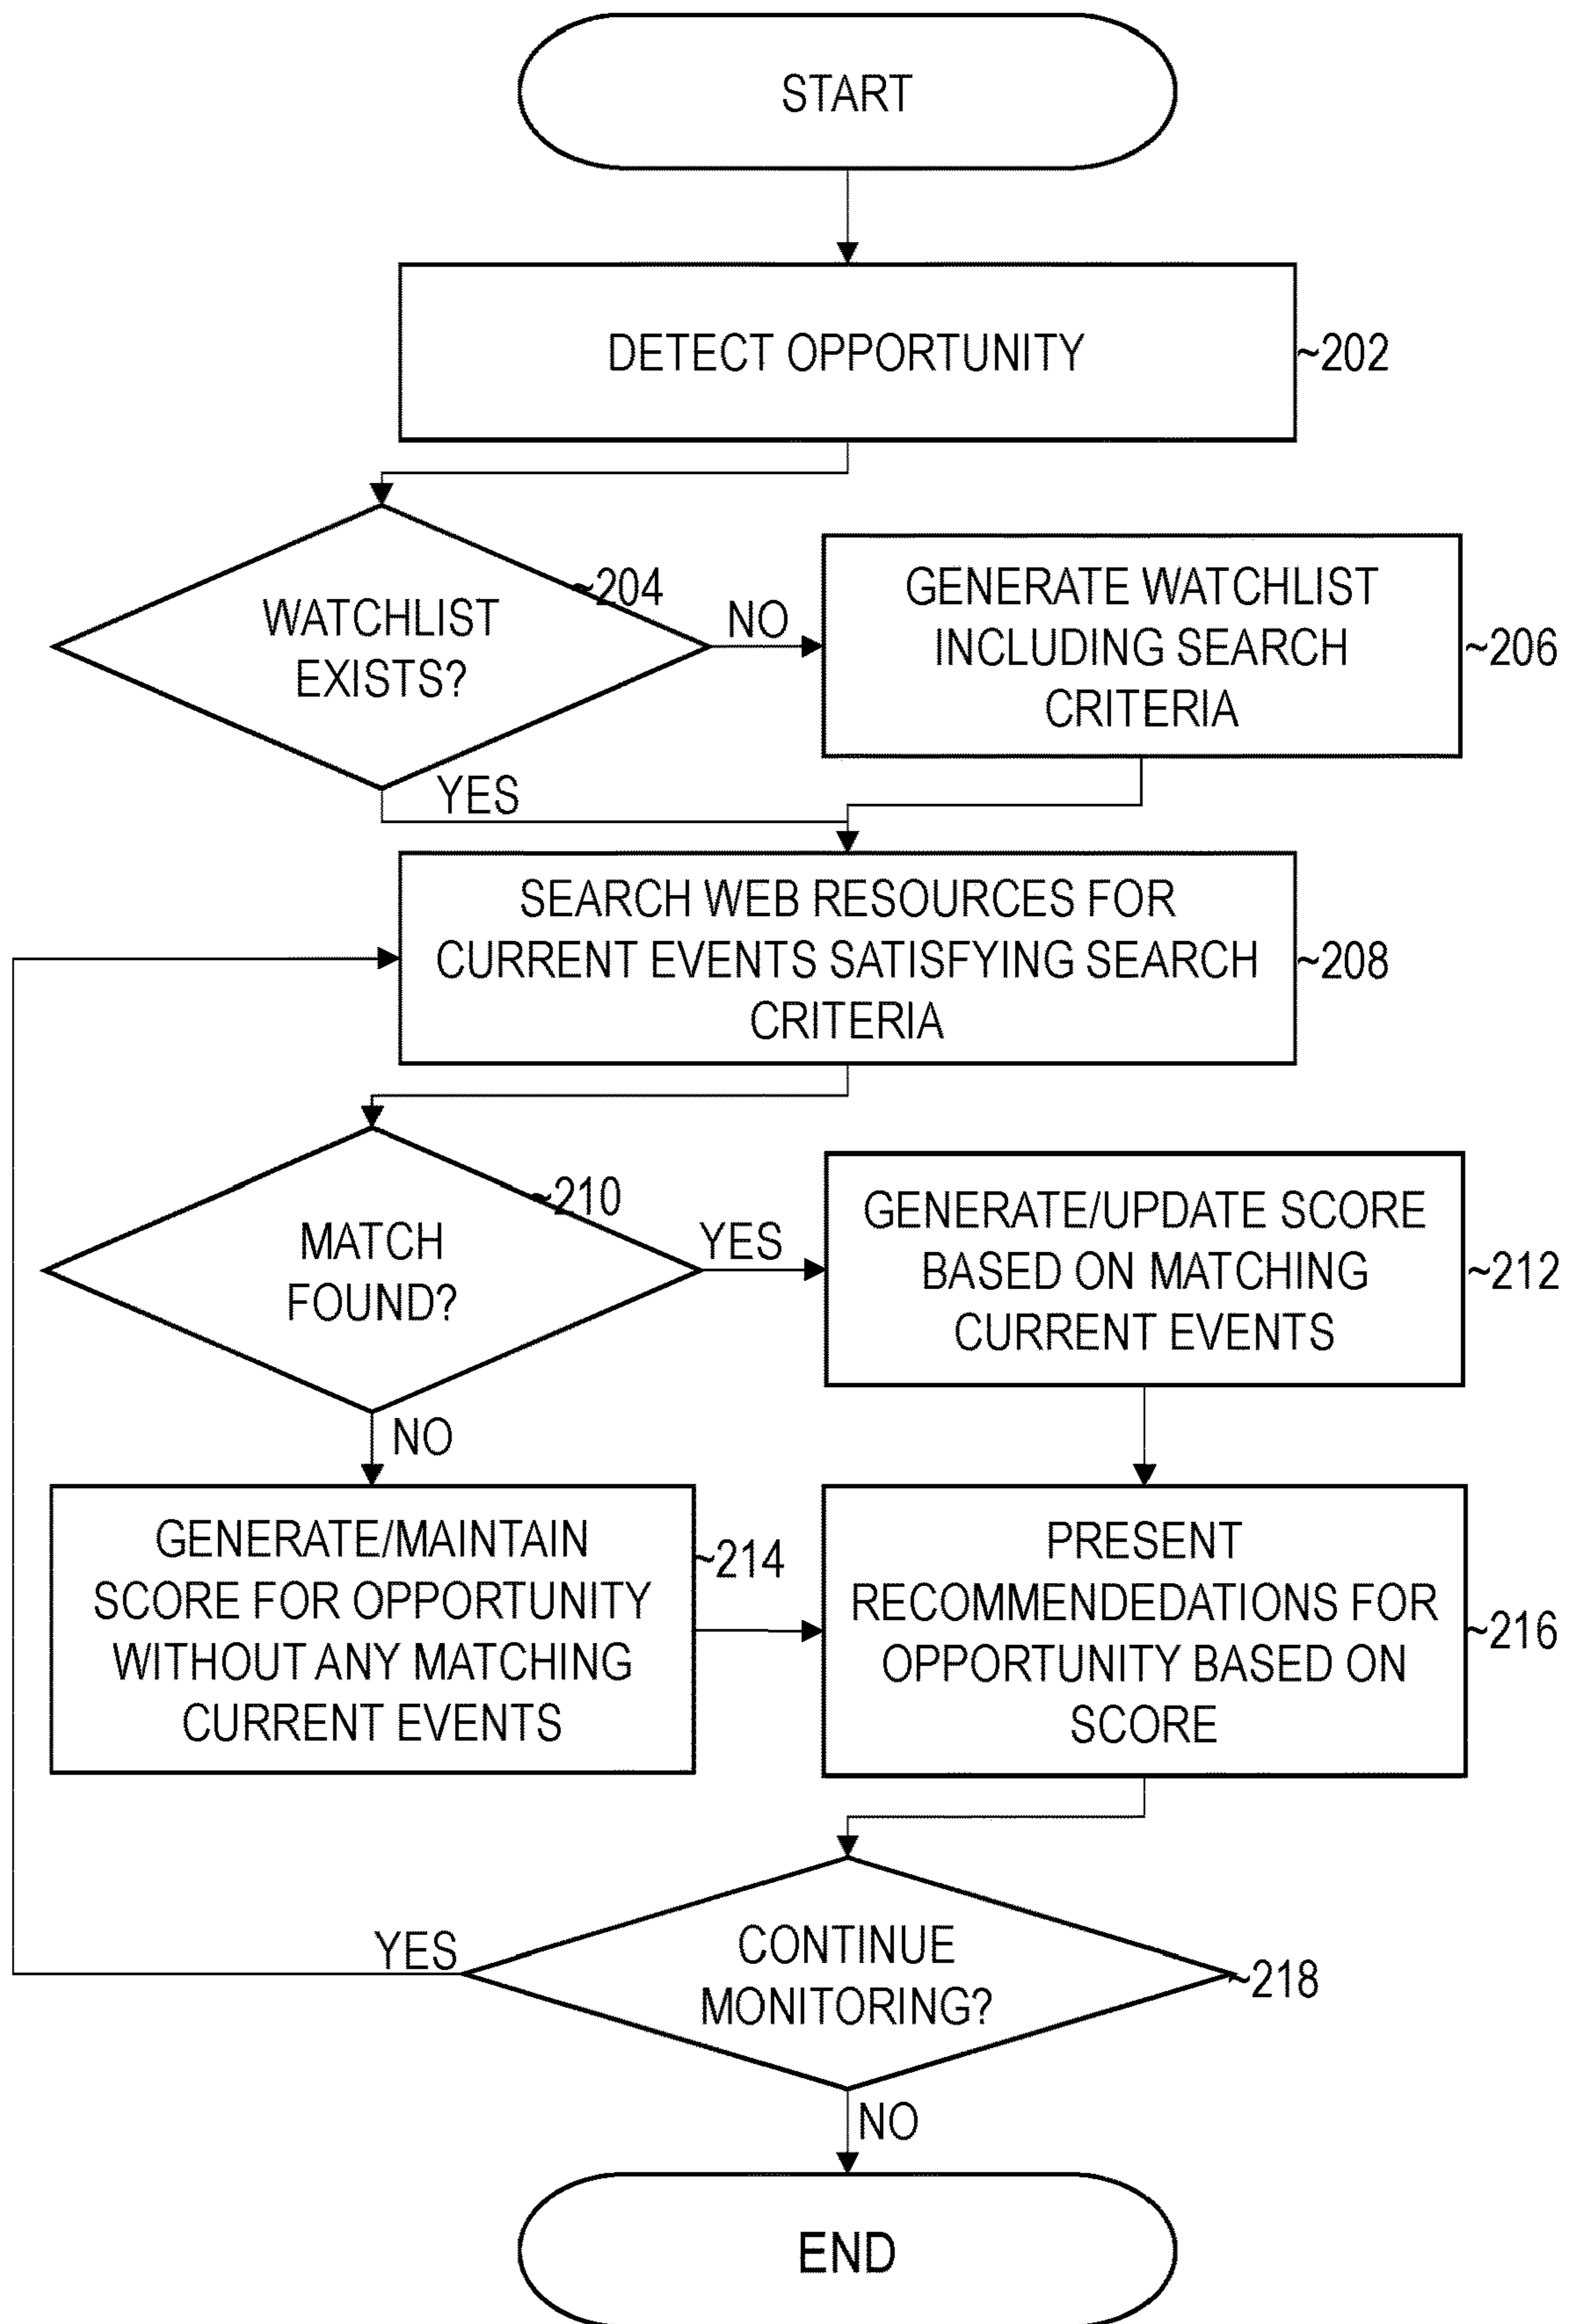 START
DETECT OPPORTUNITY
~202
WATCHLIST
EXISTS?
~204
NO
GENERATE WATCHLIST
INCLUDING SEARCH
CRITERIA
~206
YES
SEARCH WEB RESOURCES FOR
CURRENT EVENTS SATISFYING SEARCH
CRITERIA
~208
MATCH
FOUND?
~210
YES
GENERATE/UPDATE SCORE
BASED ON MATCHING
CURRENT EVENTS
~212
NO
GENERATE/MAINTAIN
SCORE FOR OPPORTUNITY
WITHOUT ANY MATCHING
CURRENT EVENTS
~214
PRESENT
RECOMMENDEDATIONS FOR
OPPORTUNITY BASED ON
SCORE
~216
YES
CONTINUE
MONITORING?
~218
NO
END